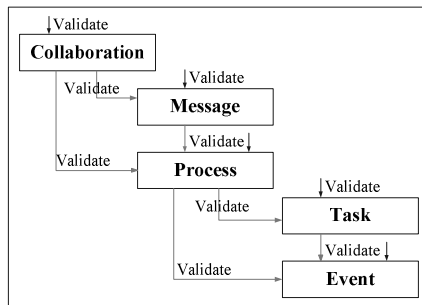 Validate
Collaboration
Validate
Validate
Message
Validate
Validate
Process
Validate
Validate
Task
Validate
Validate
Event